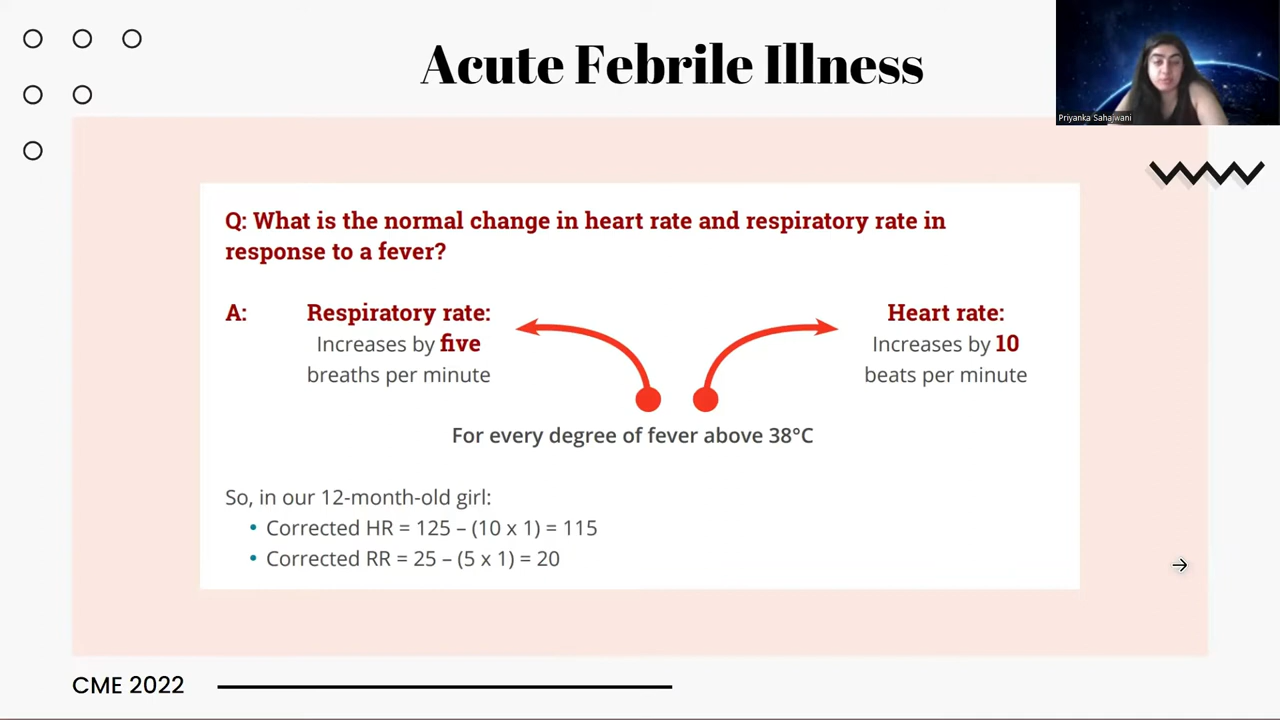 Acute Febrile Illness
Priyanka Sahajwani
Q: What is the normal change in heart rate and respiratory rate in
response to a fever?
A:
Respiratory rate:
Increases by five
breaths per minute
Heart rate:
Increases by 10
beats per minute
For every degree of fever above 38°C
So, in our 12-month-old girl:
• Corrected HR = 125 – (10 x 1) = 115
• Corrected RR = 25 – (5 x 1) = 20
CME 2022